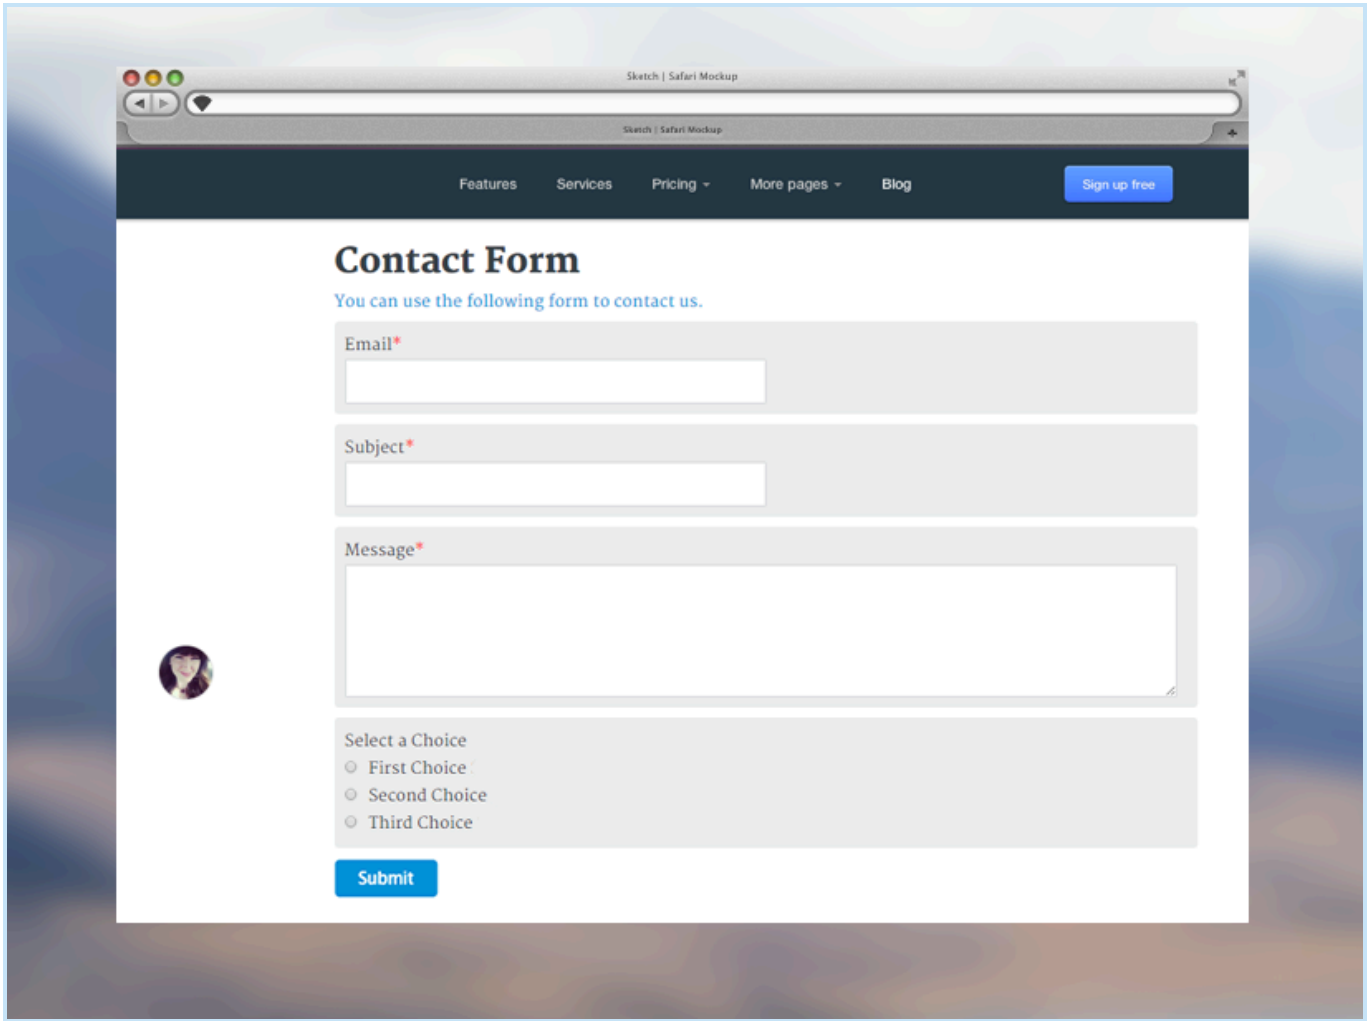 Sketch | Safari Mockup
Sketch | Safari Mockup
Features Services Pricing More pages Blog Sign up free
Contact Form
You can use the following form to contact us.
Email*
Subject*
Message*
Select a Choice
First Choice
Second Choice
Third Choice
Submit